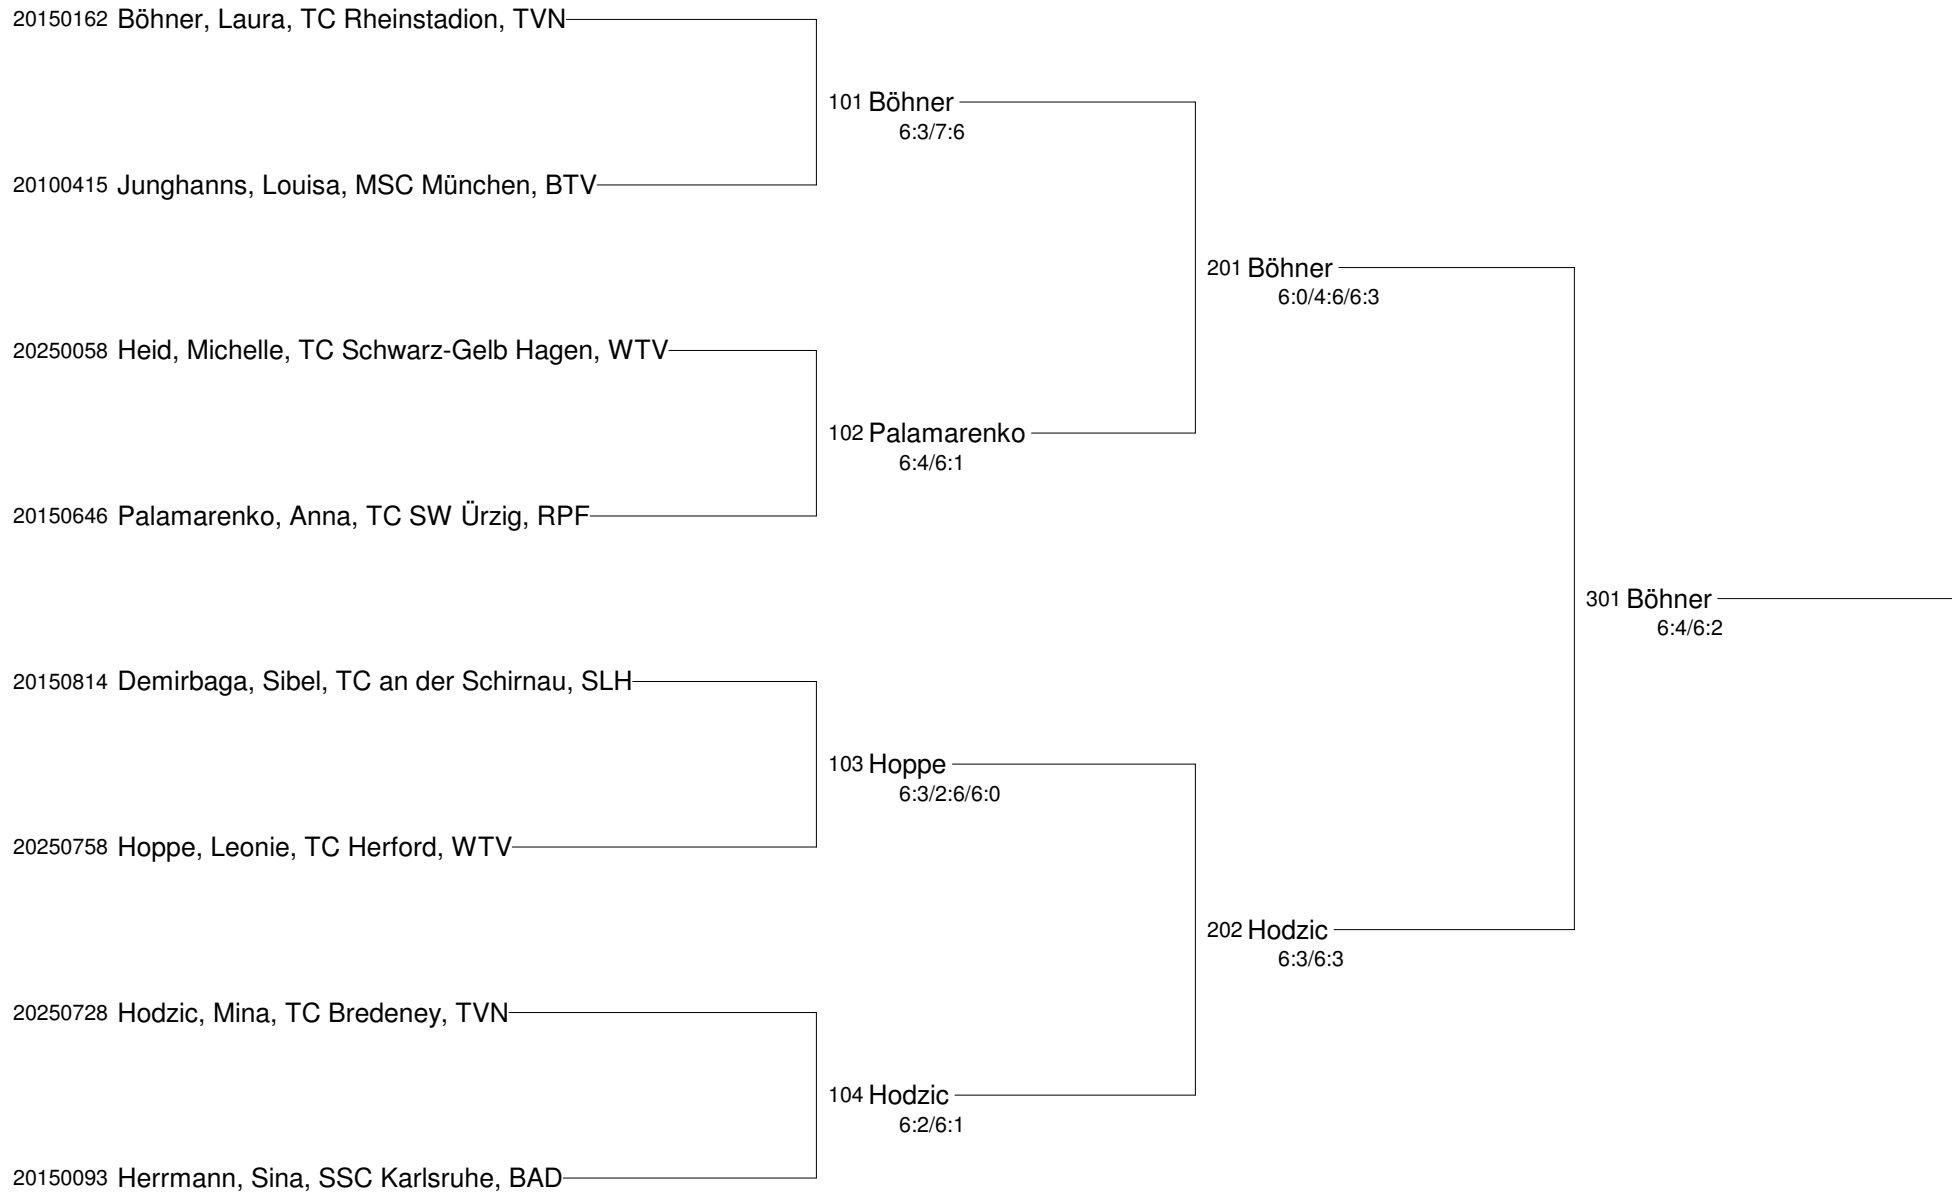 20150162 Böhner, Laura, TC Rheinstadion, TVN
101 Böhner
6:3/7:6
20100415 Junghanns, Louisa, MSC München, BTV
201 Böhner
6:0/4:6/6:3
20250058 Heid, Michelle, TC Schwarz-Gelb Hagen, WTV
102 Palamarenko
6:4/6:1
20150646 Palamarenko, Anna, TC SW Ürzig, RPF
301 Böhner
6:4/6:2
20150814 Demirbaga, Sibel, TC an der Schirnau, SLH
103 Hoppe
6:3/2:6/6:0
20250758 Hoppe, Leonie, TC Herford, WTV
202 Hodzic
6:3/6:3
20250728 Hodzic, Mina, TC Bredeney, TVN
104 Hodzic
6:2/6:1
20150093 Herrmann, Sina, SSC Karlsruhe, BAD